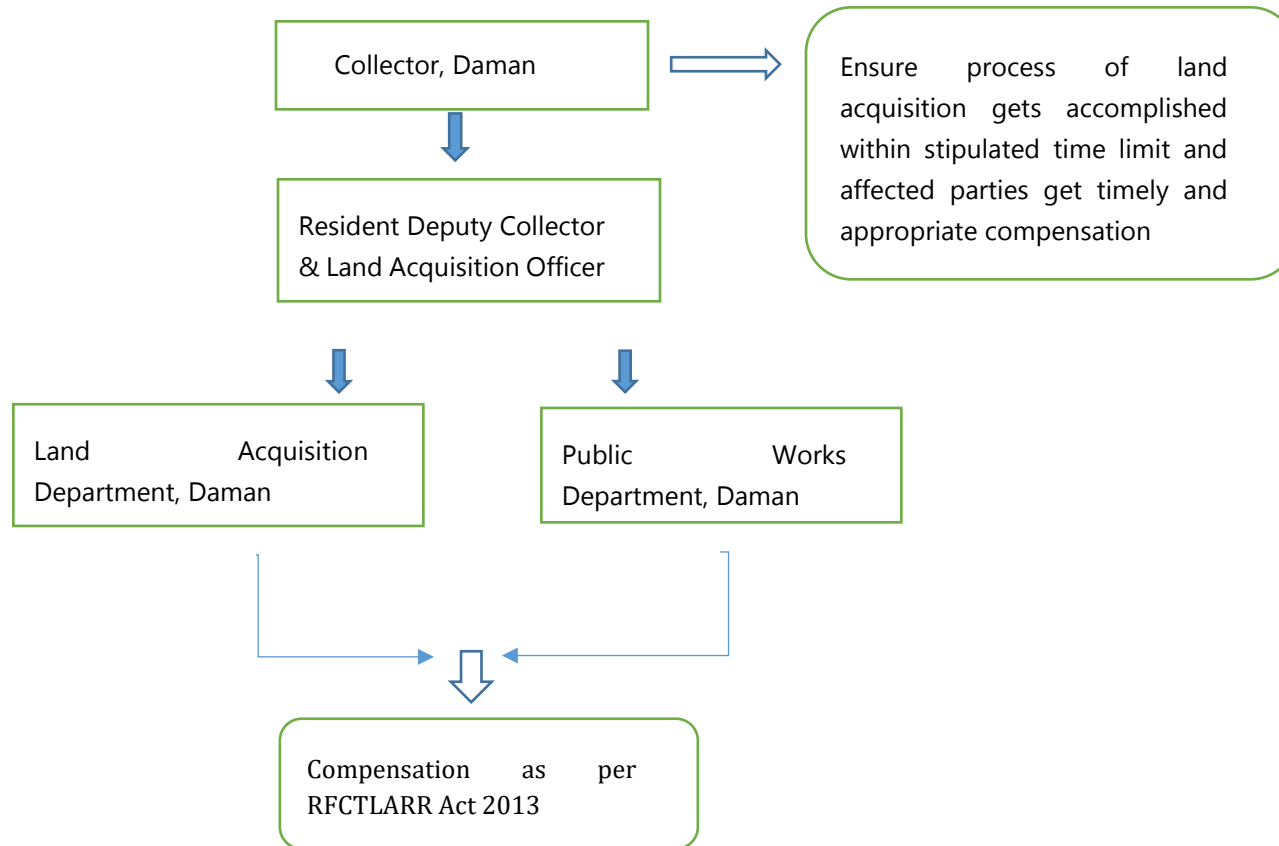 Collector, Daman
Ensure process of land
acquisition gets accomplished
within stipulated time limit and
affected parties get timely and
appropriate compensation
Resident Deputy Collector
& Land Acquisition Officer
Land Acquisition
Department, Daman
Public Works
Department, Daman
Compensation as per
RFCTLARR Act 2013